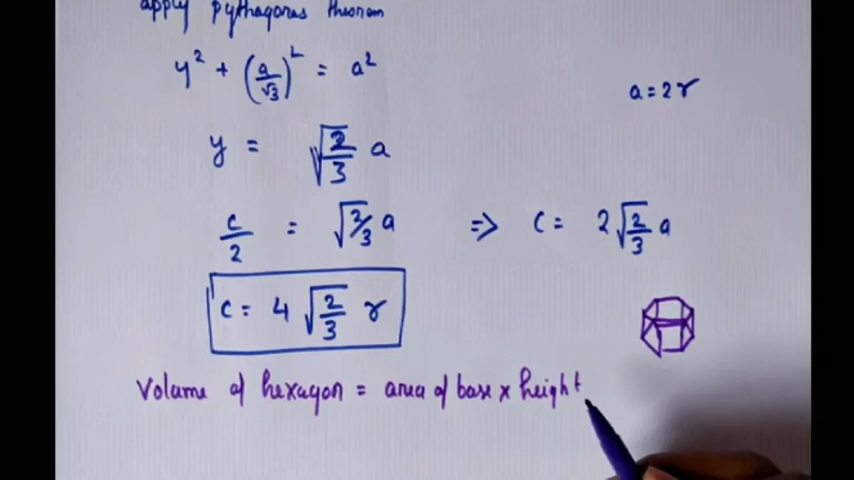 apply pythagoras theorem
y² + (a/√3)² = a²
a = 2r
y = √(2/3) a
c/2 = √(2/3) a ⇒ c = 2√(2/3) a
c = 4√(2/3) r
Volume of hexagon = area of base x height